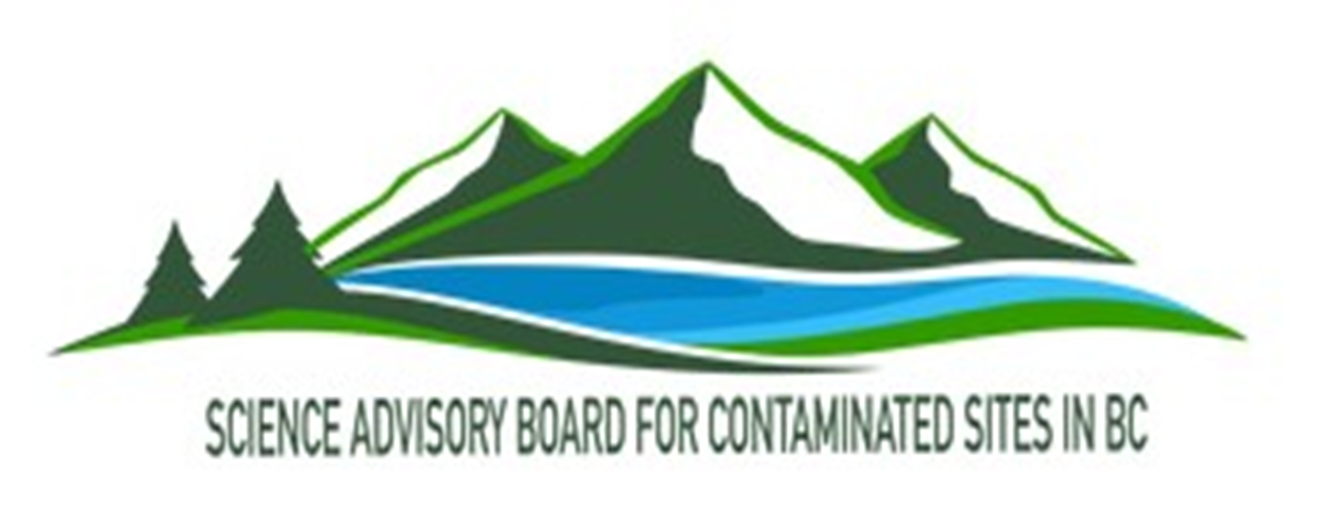 SCIENCE ADVISORY BOARD FOR CONTAMINATED SITES IN BC